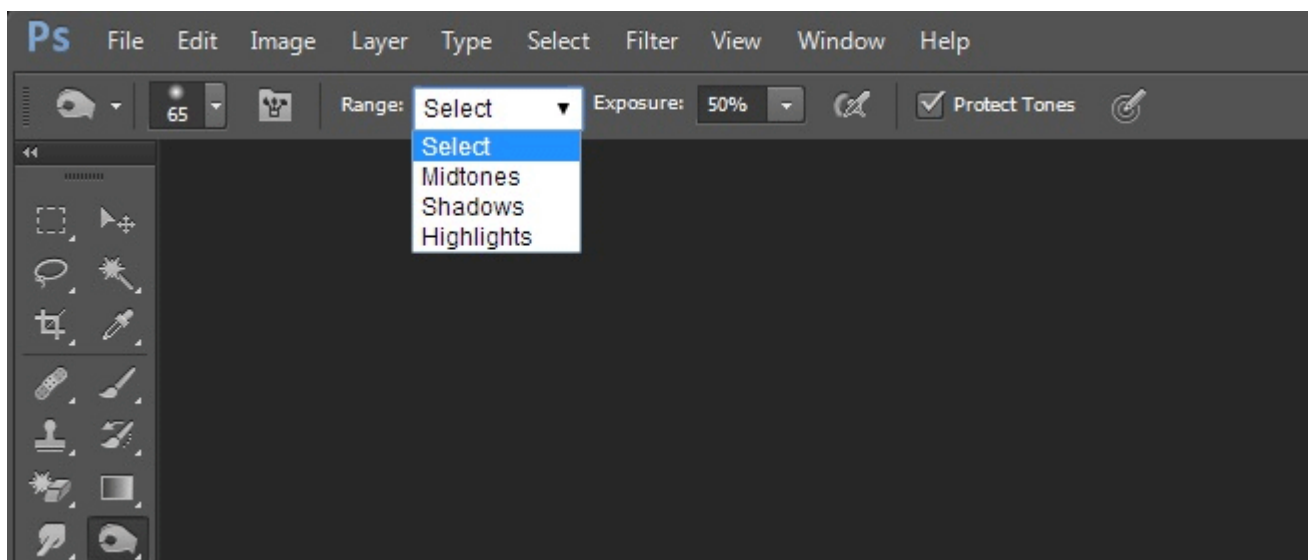 Ps File Edit Image Layer Type Select Filter View Window Help
65 Range: Select Exposure: 50% Protect Tones
Select
Midtones
Shadows
Highlights